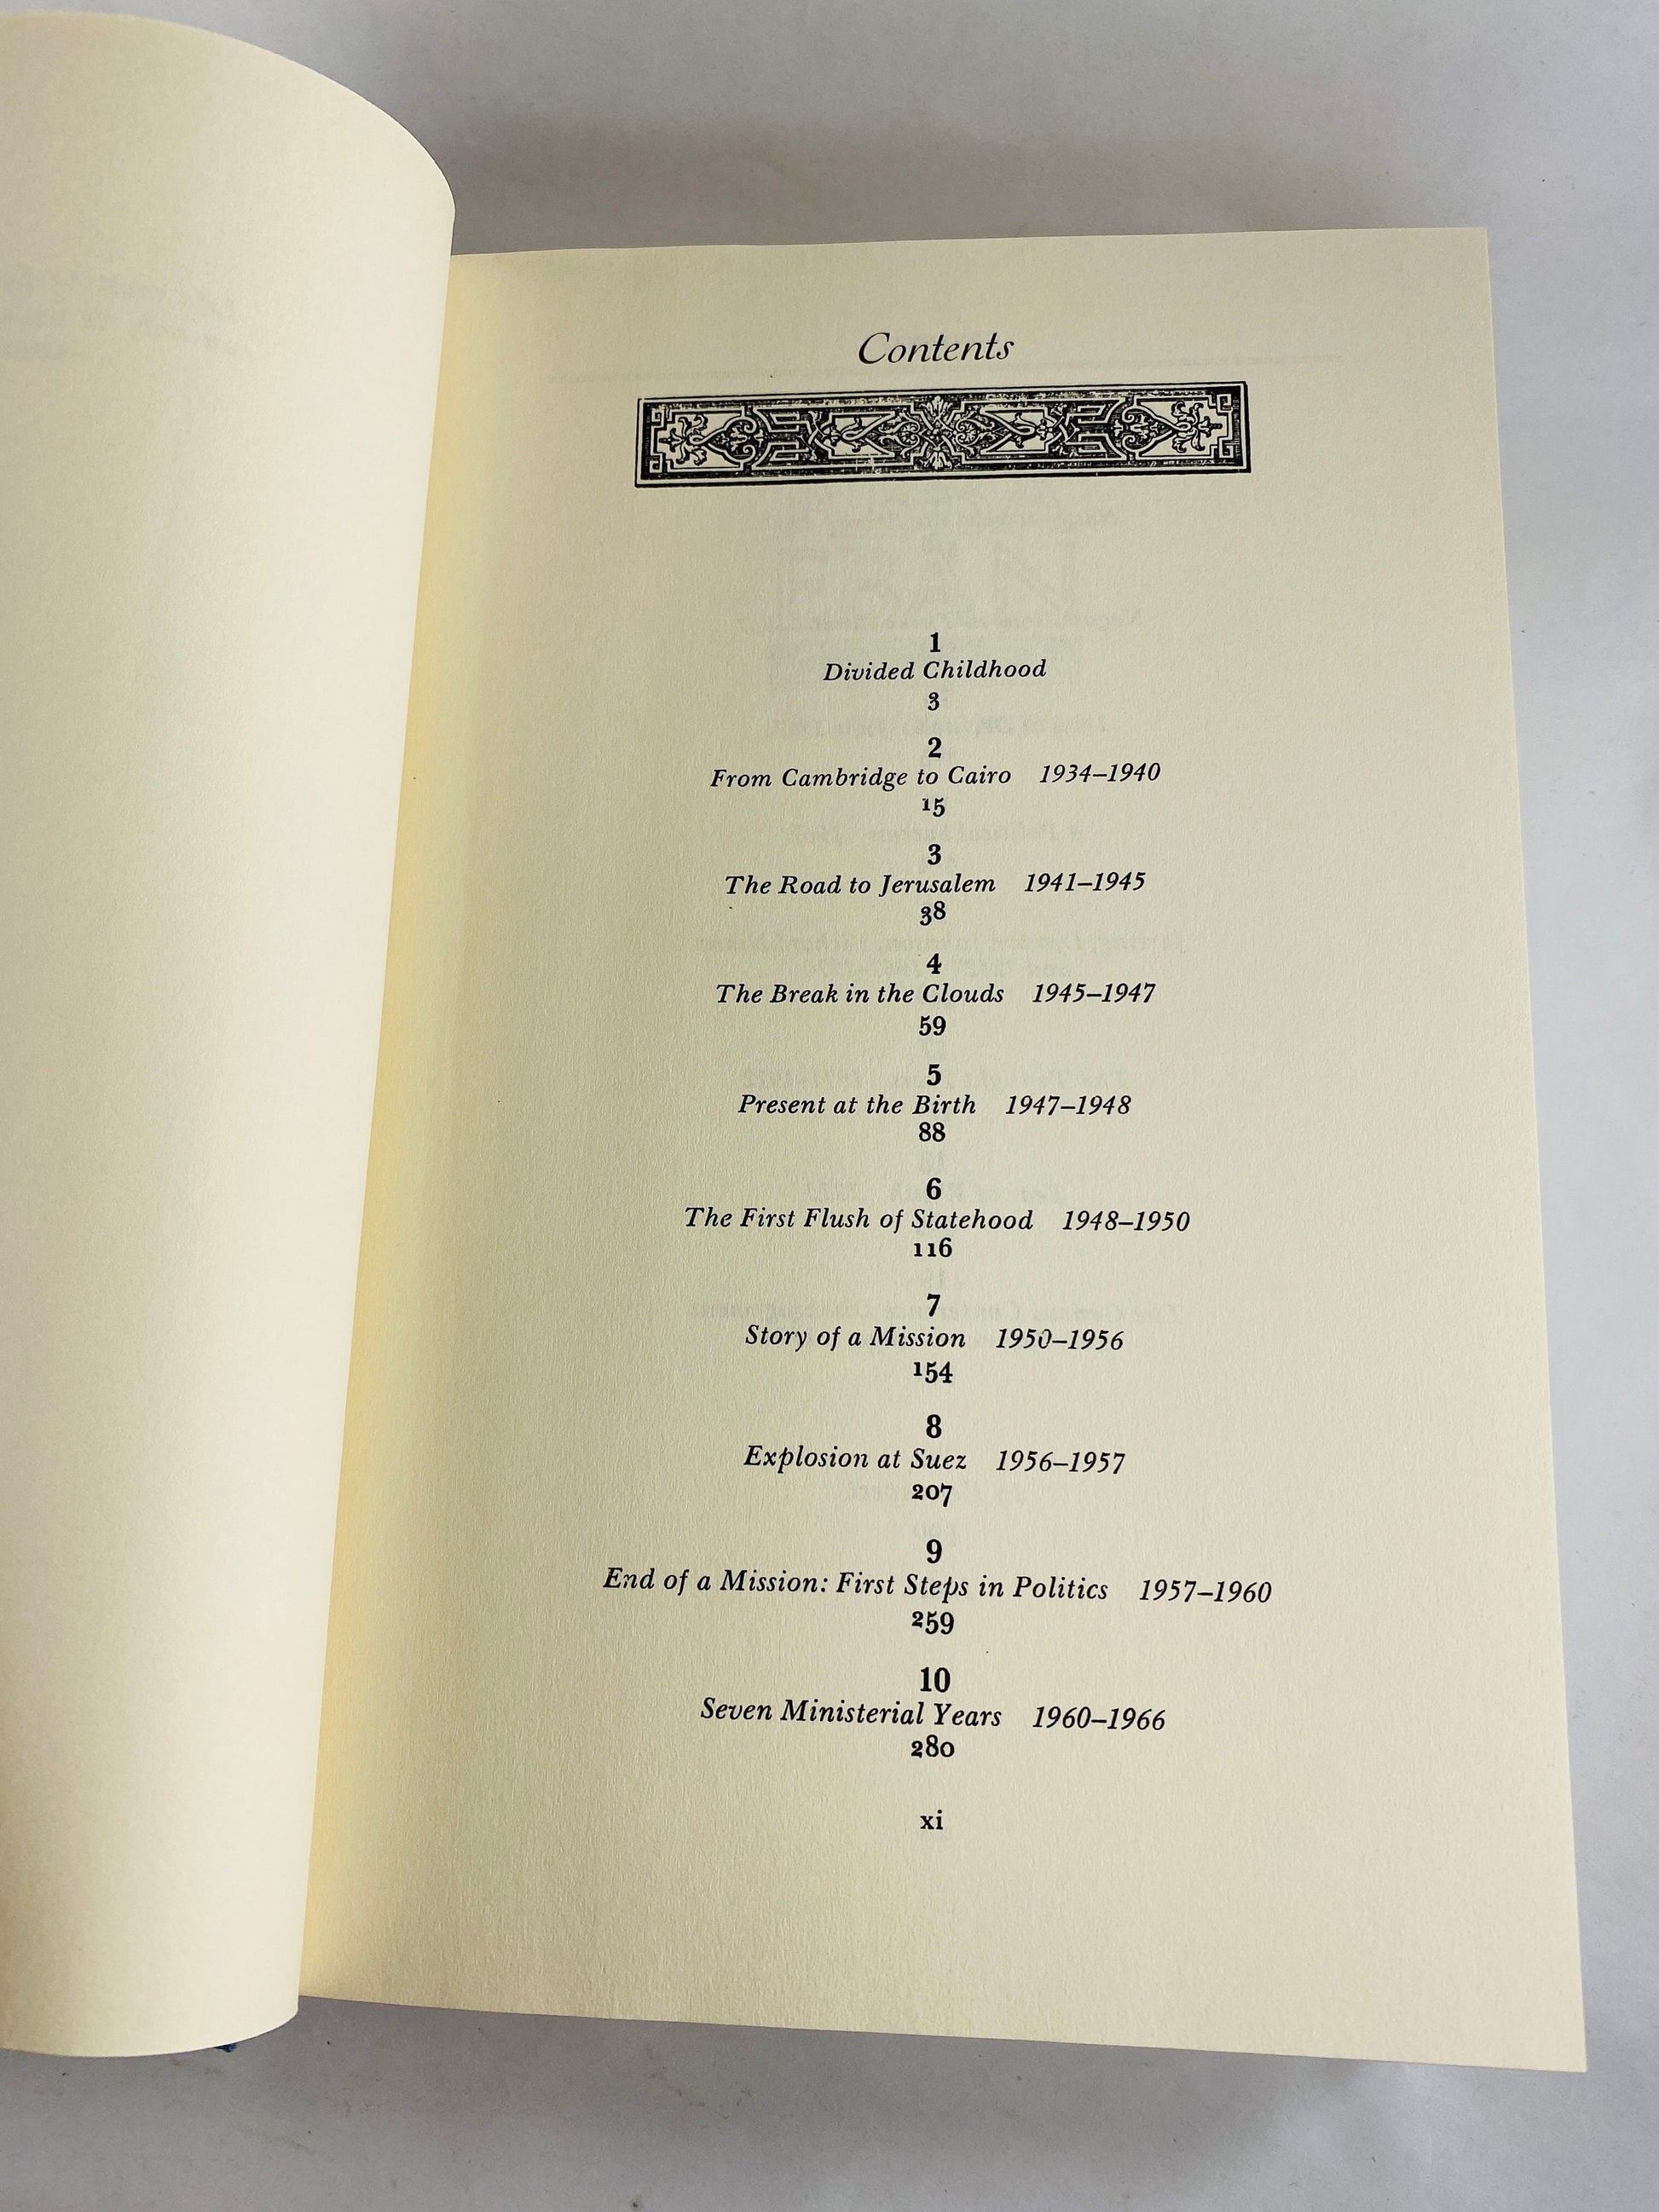 Contents
1
Divided Childhood
3
2
From Cambridge to Cairo 1934–1940
15
3
The Road to Jerusalem 1941–1945
38
4
The Break in the Clouds 1945–1947
59
5
Present at the Birth 1947–1948
88
6
The First Flush of Statehood 1948–1950
116
7
Story of a Mission 1950–1956
154
8
Explosion at Suez 1956–1957
207
9
End of a Mission: First Steps in Politics 1957–1960
259
10
Seven Ministerial Years 1960–1966
280
xi